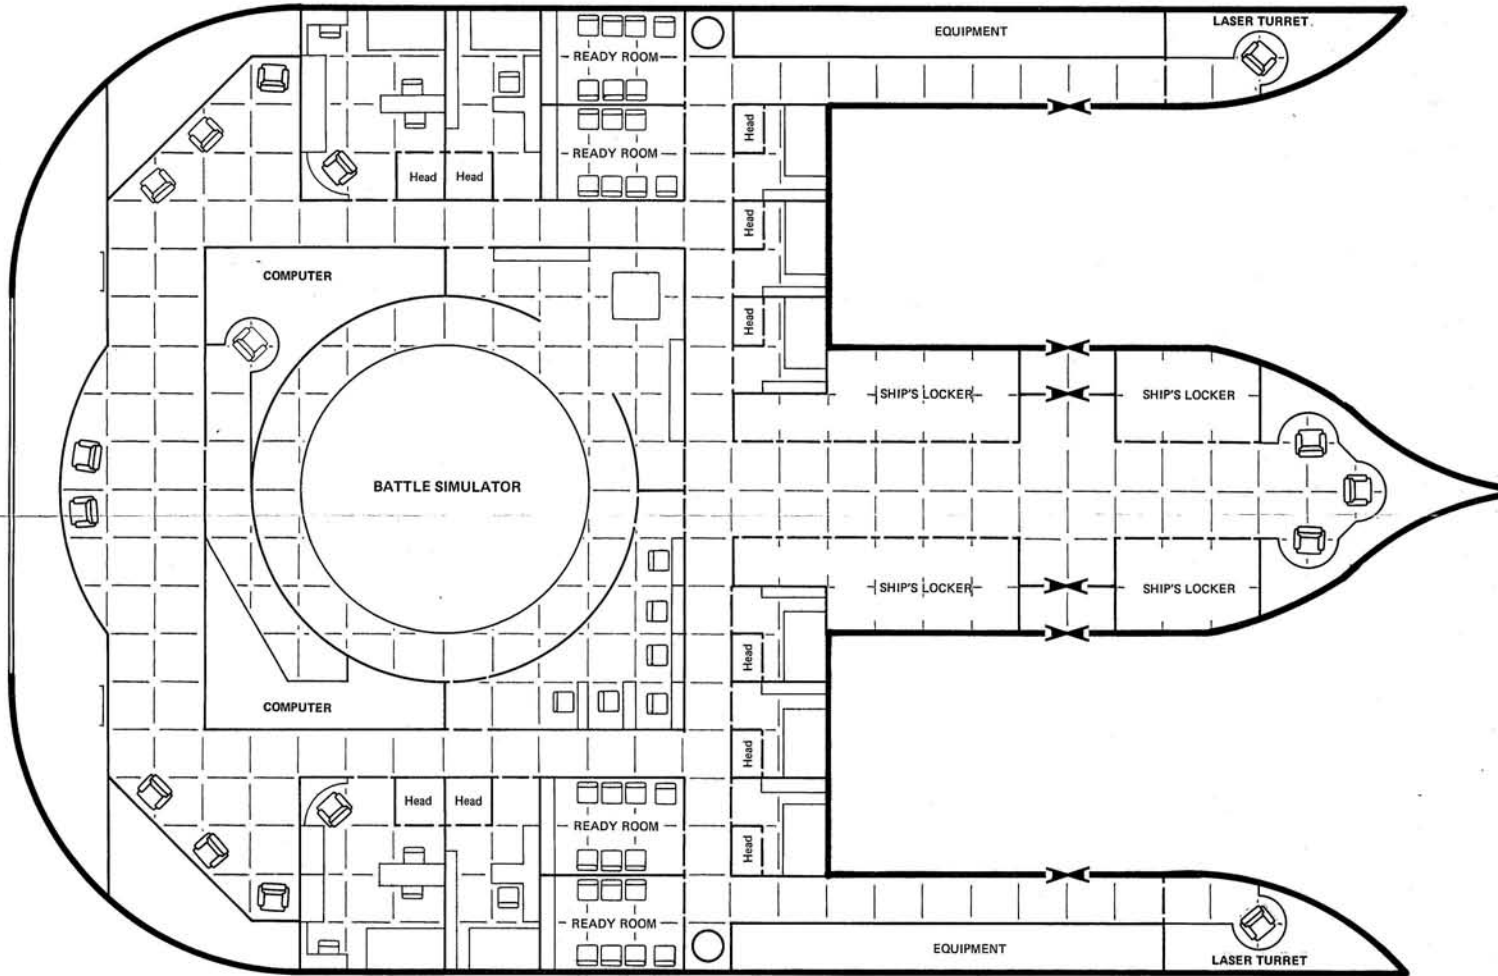 LASER TURRET.
EQUIPMENT
READY ROOM
Head
READY ROOM
Head Head
Head
COMPUTER
Head
SHIP'S LOCKER
SHIP'S LOCKER
BATTLE SIMULATOR
SHIP'S LOCKER
SHIP'S LOCKER
Head
COMPUTER
Head
Head Head
READY ROOM
Head
READY ROOM
EQUIPMENT
LASER TURRET